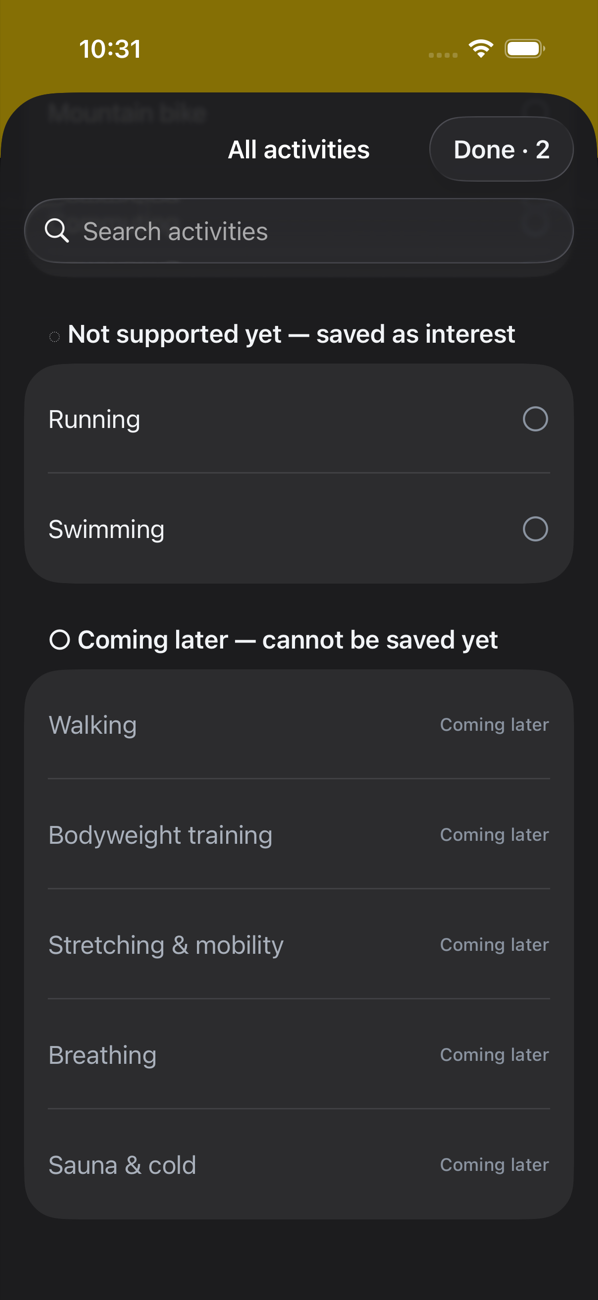 10:31
Mountain bike
All activities
Done · 2
Search activities
Not supported yet — saved as interest
Running
Swimming
Coming later — cannot be saved yet
Walking
Coming later
Bodyweight training
Coming later
Stretching & mobility
Coming later
Breathing
Coming later
Sauna & cold
Coming later